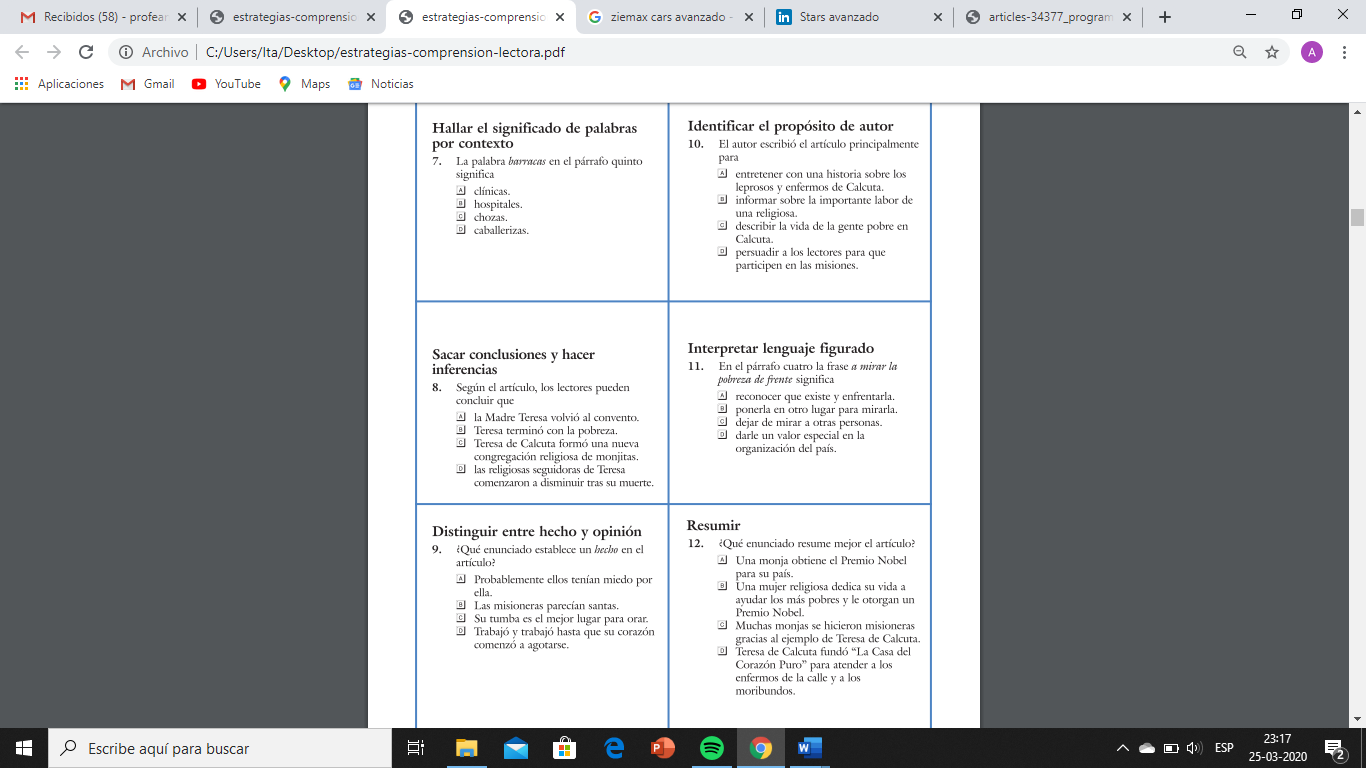 Recibidos (58) - profear
estrategias-comprensio
estrategias-comprensio
ziemax cars avanzado -
Stars avanzado
articles-34377_program
Archivo
C:/Users/Ita/Desktop/estrategias-comprension-lectora.pdf
A
Aplicaciones
Gmail
YouTube
Maps
Noticias
Hallar el significado de palabras
por contexto
7. La palabra barracas en el párrafo quinto
significa
A clínicas.
B hospitales.
C chozas.
D caballerizas.
Identificar el propósito de autor
10. El autor escribió el artículo principalmente
para
A entretener con una historia sobre los
leprosos y enfermos de Calcuta.
B informar sobre la importante labor de
una religiosa.
C describir la vida de la gente pobre en
Calcuta.
D persuadir a los lectores para que
participen en las misiones.
Sacar conclusiones y hacer
inferencias
8. Según el artículo, los lectores pueden
concluir que
A la Madre Teresa volvió al convento.
B Teresa terminó con la pobreza.
C Teresa de Calcuta formó una nueva
congregación religiosa de monjitas.
D las religiosas seguidoras de Teresa
comenzaron a disminuir tras su muerte.
Interpretar lenguaje figurado
11. En el párrafo cuatro la frase a mirar la
pobreza de frente significa
A reconocer que existe y enfrentarla.
B ponerla en otro lugar para mirarla.
C dejar de mirar a otras personas.
D darle un valor especial en la
organización del país.
Distinguir entre hecho y opinión
9. ¿Qué enunciado establece un hecho en el
artículo?
A Probablemente ellos tenían miedo por
ella.
B Las misioneras parecían santas.
C Su tumba es el mejor lugar para orar.
D Trabajó y trabajó hasta que su corazón
comenzó a agotarse.
Resumir
12. ¿Qué enunciado resume mejor el artículo?
A Una monja obtiene el Premio Nobel
para su país.
B Una mujer religiosa dedica su vida a
ayudar los más pobres y le otorgan un
Premio Nobel.
C Muchas monjas se hicieron misioneras
gracias al ejemplo de Teresa de Calcuta.
D Teresa de Calcuta fundó “La Casa del
Corazón Puro” para atender a los
enfermos de la calle y a los
moribundos.
Escribe aquí para buscar
ESP
23:17
25-03-2020
2